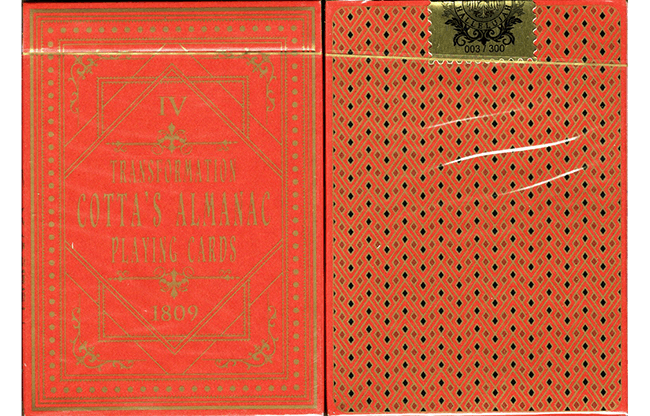 IV
TRANSFORMATION
COTTA'S ALMANAC
PLAYING CARDS
1809
003 / 300